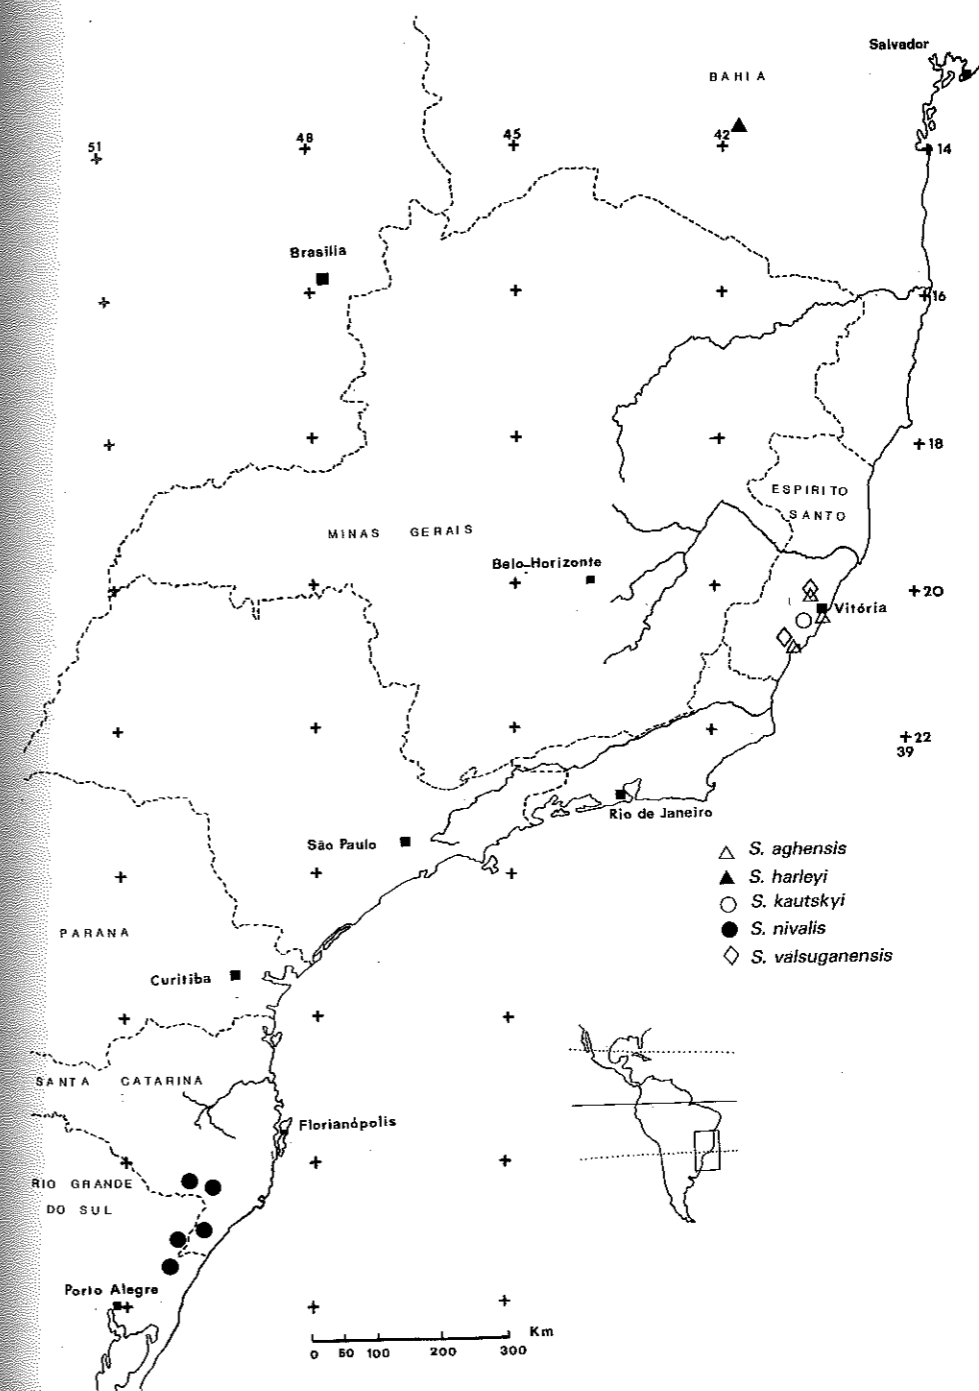 Salvador
BAHIA
51
48
45
42
14
Brasília
16
18
ESPIRITO
SANTO
MINAS GERAIS
Belo-Horizonte
20
Vitória
22
39
Rio de Janeiro
São Paulo
S. aghensis
S. harleyi
S. kautskyi
S. nivalis
S. valsuganensis
PARANA
Curitiba
SANTA CATARINA
Florianópolis
RIO GRANDE
DO SUL
Porto Alegre
Km
0 50 100 200 300